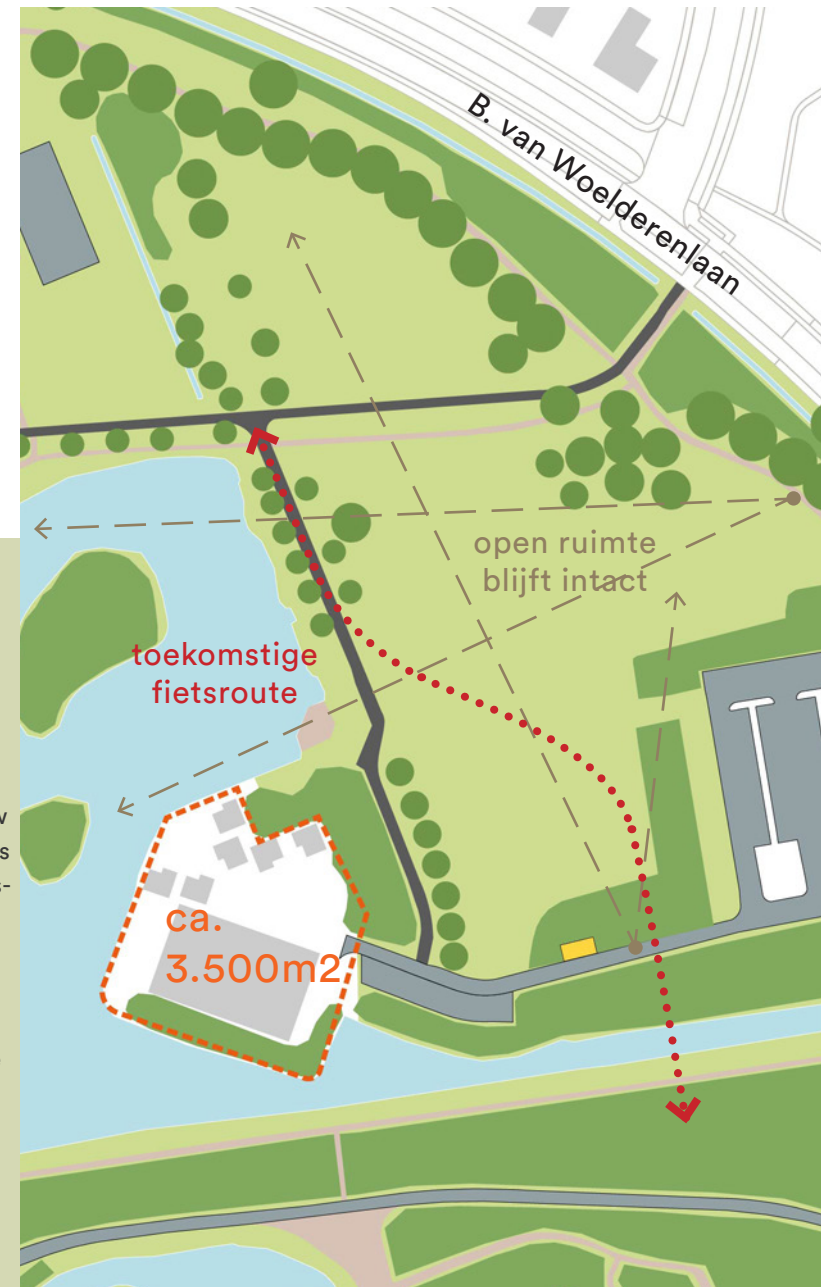 B. van Woelderenlaan
open ruimte
blijft intact
toekomstige
fietsroute
ca.
3.500m2